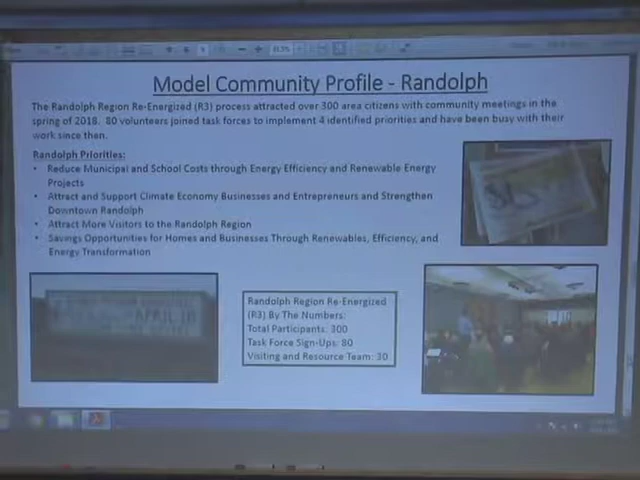 Model Community Profile - Randolph
The Randolph Region Re-Energized (R3) process attracted over 300 area citizens with community meetings in the
spring of 2018. 80 volunteers joined task forces to implement 4 identified priorities and have been busy with their
work since then.
Randolph Priorities:
• Reduce Municipal and School Costs through Energy Efficiency and Renewable Energy
Projects
• Attract and Support Climate Economy Businesses and Entrepreneurs and Strengthen
Downtown Randolph
• Attract More Visitors to the Randolph Region
• Savings Opportunities for Homes and Businesses Through Renewables, Efficiency, and
Energy Transformation
APRIL 18
Randolph Region Re-Energized
(R3) By The Numbers:
Total Participants: 300
Task Force Sign-Ups: 80
Visiting and Resource Team: 30